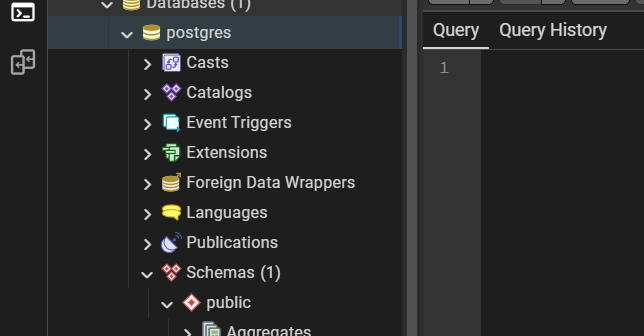 Databases (1)
postgres
Casts
Catalogs
Event Triggers
Extensions
Foreign Data Wrappers
Languages
Publications
Schemas (1)
public
Aggregates
Query Query History
1